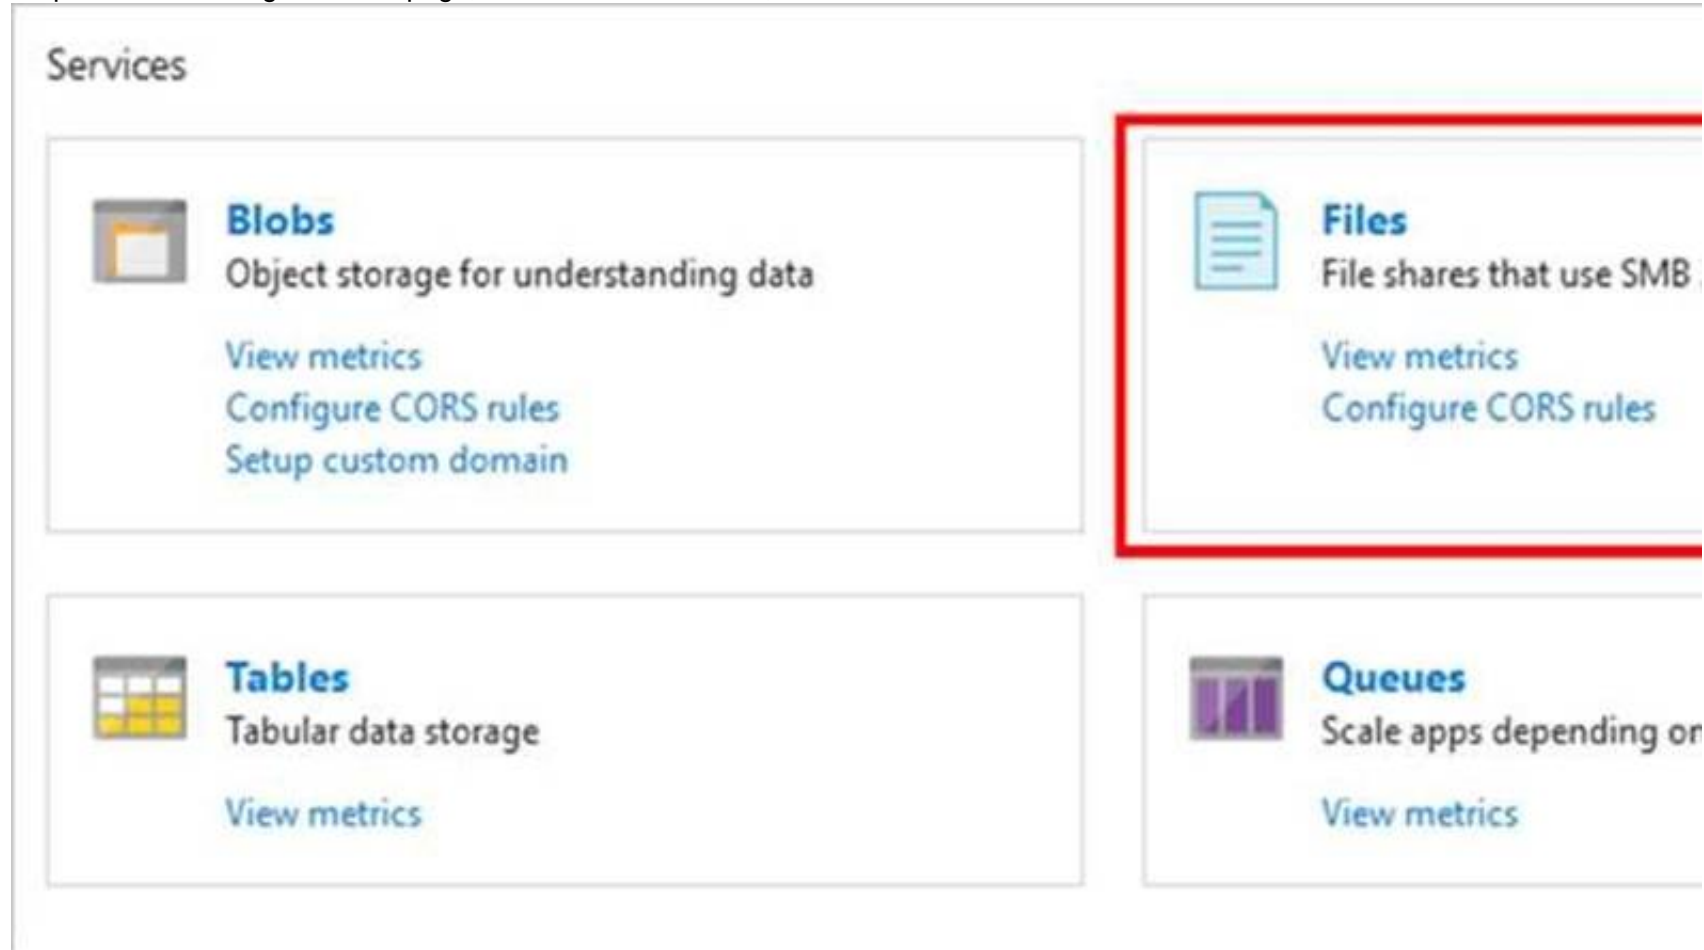 Services
Blobs
Object storage for understanding data
View metrics
Configure CORS rules
Setup custom domain
Files
File shares that use SMB
View metrics
Configure CORS rules
Tables
Tabular data storage
View metrics
Queues
Scale apps depending on
View metrics